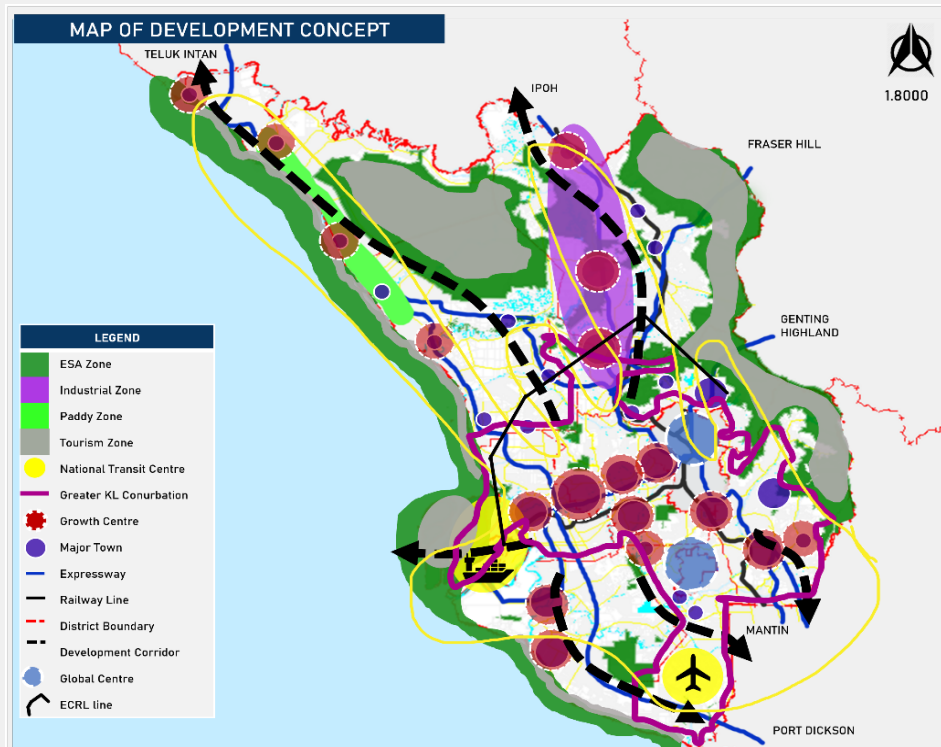 MAP OF DEVELOPMENT CONCEPT
TELUK INTAN
IPOH
1.8000
FRASER HILL
GENTING
HIGHLAND
LEGEND
ESA Zone
Industrial Zone
Paddy Zone
Tourism Zone
National Transit Centre
Greater KL Conurbation
Growth Centre
Major Town
Expressway
Railway Line
District Boundary
Development Corridor
Global Centre
ECRL line
MANTIN
PORT DICKSON